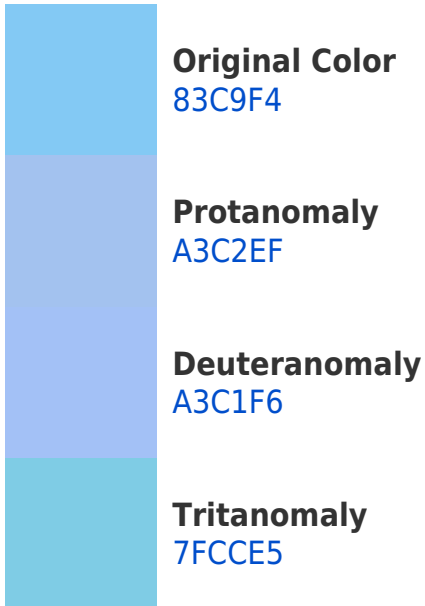 Original Color
83C9F4
Protanomaly
A3C2EF
Deuteranomaly
A3C1F6
Tritanomaly
7FCCE5